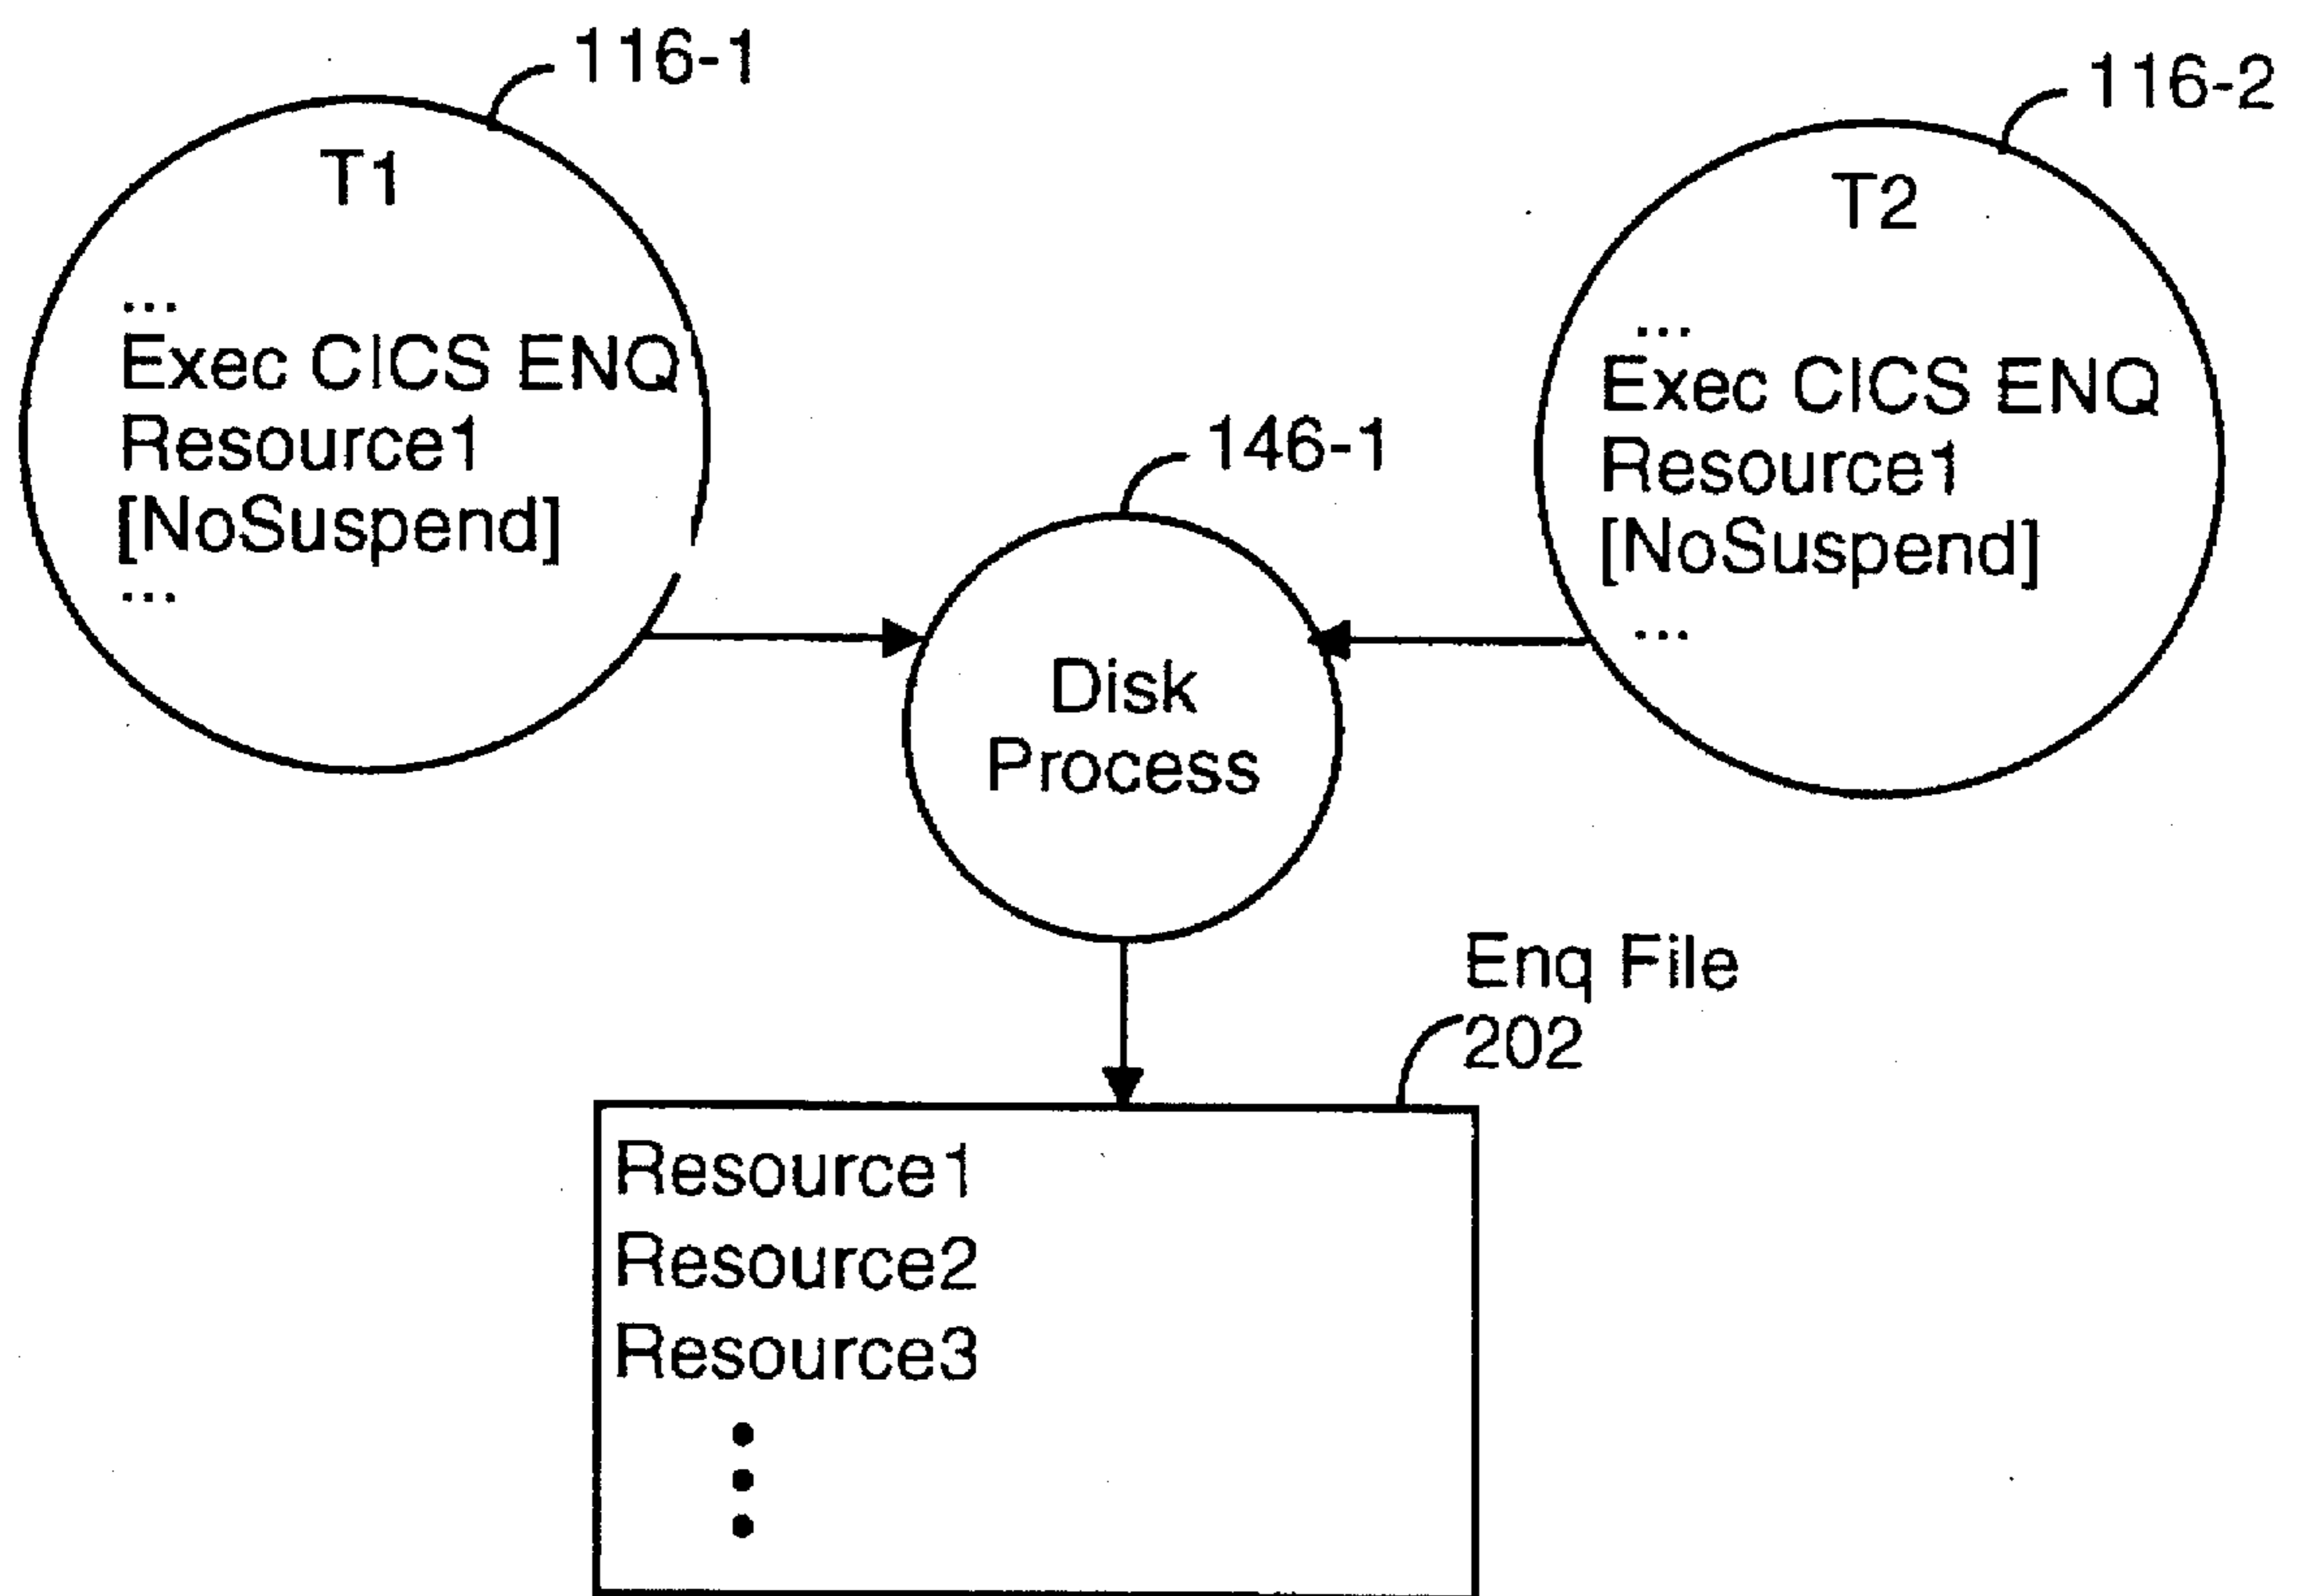 116-1
T1
...
Exec CICS ENQ
Resource1
[NoSuspend]
...
116-2
T2
...
Exec CICS ENQ
Resource1
[NoSuspend]
...
146-1
Disk
Process
Enq File
202
Resource1
Resource2
Resource3